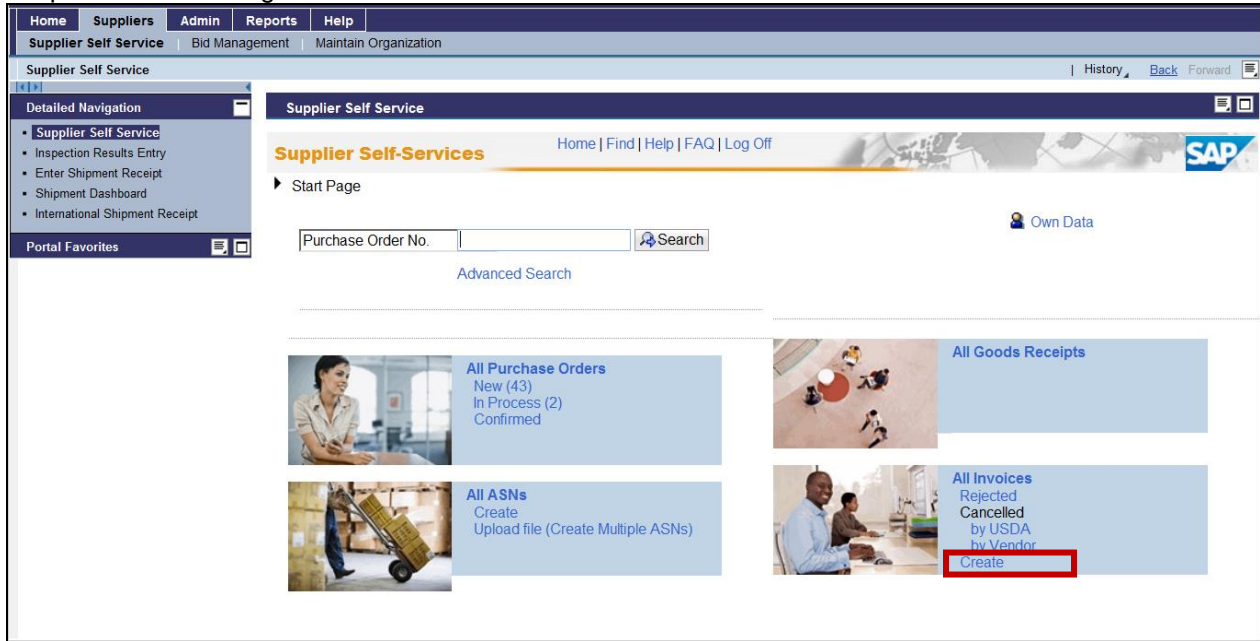 Home Suppliers Admin Reports Help
Supplier Self Service | Bid Management | Maintain Organization
Supplier Self Service | History Back Forward
Detailed Navigation
Supplier Self Service
Inspection Results Entry
Enter Shipment Receipt
Shipment Dashboard
International Shipment Receipt
Portal Favorites
Supplier Self Service
Supplier Self-Services
Home | Find | Help | FAQ | Log Off
SAP
Start Page
Own Data
Purchase Order No. Search
Advanced Search
All Purchase Orders
New (43)
In Process (2)
Confirmed
All Goods Receipts
All ASNs
Create
Upload file (Create Multiple ASNs)
All Invoices
Rejected
Cancelled
by USDA
by Vendor
Create